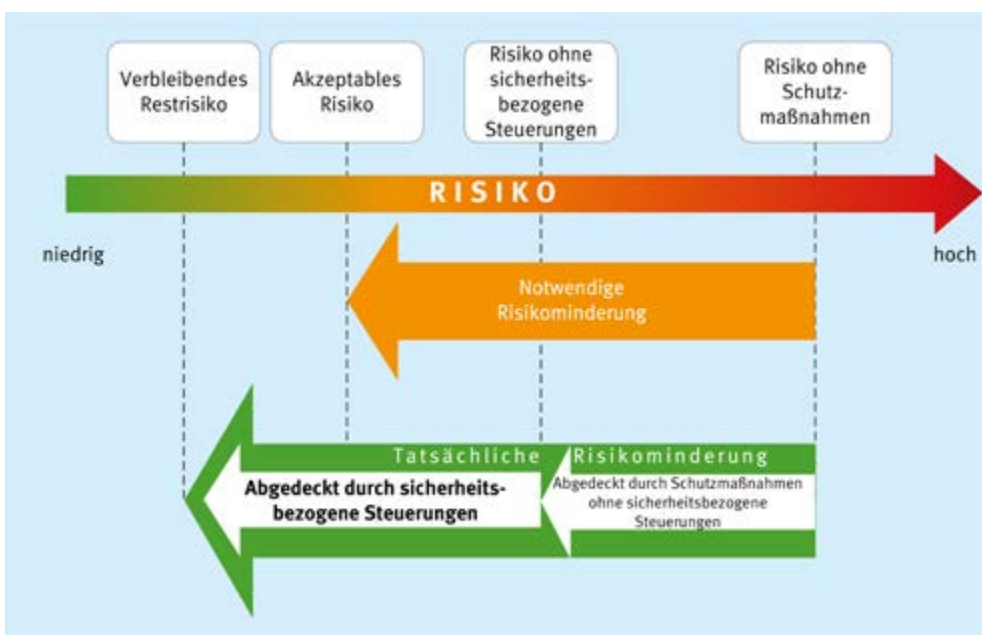 Verbleibendes
Restrisiko
Akzeptables
Risiko
Risiko ohne
sicherheits-
bezogene
Steuerungen
Risiko ohne
Schutz-
maßnahmen
RISIKO
niedrig
hoch
Notwendige
Risikominderung
Tatsächliche Risikominderung
Abgedeckt durch sicherheits-
bezogene Steuerungen
Abgedeckt durch Schutzmaßnahmen
ohne sicherheitsbezogene
Steuerungen